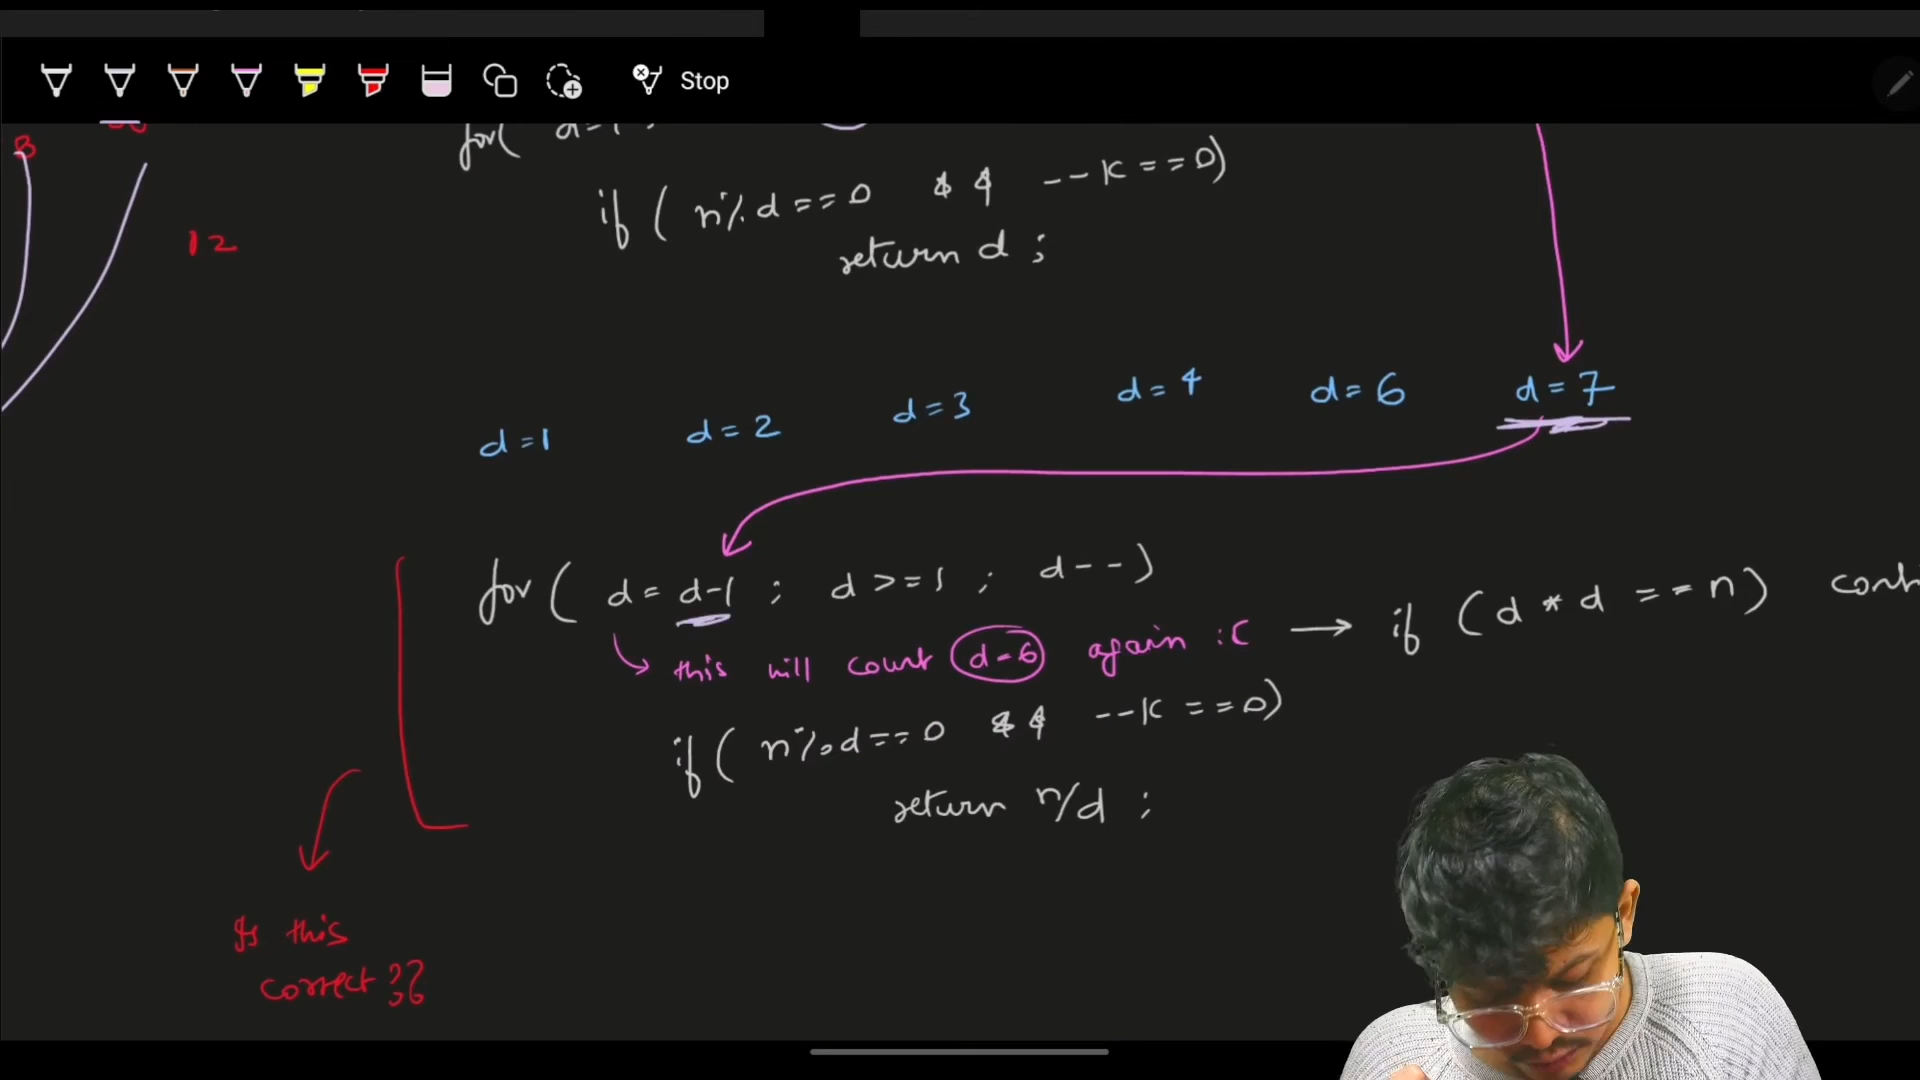 Stop
8
for( d=1 ;
if ( n%d==0 && --k==0)
return d ;
12
d=1 d=2 d=3 d=4 d=6 d=7
for( d= d-1 ; d>=1 ; d--)
this will count d=6 again :( → if (d*d ==n)
if ( n%d==0 && --k==0)
return n/d ;
Is this
correct ??